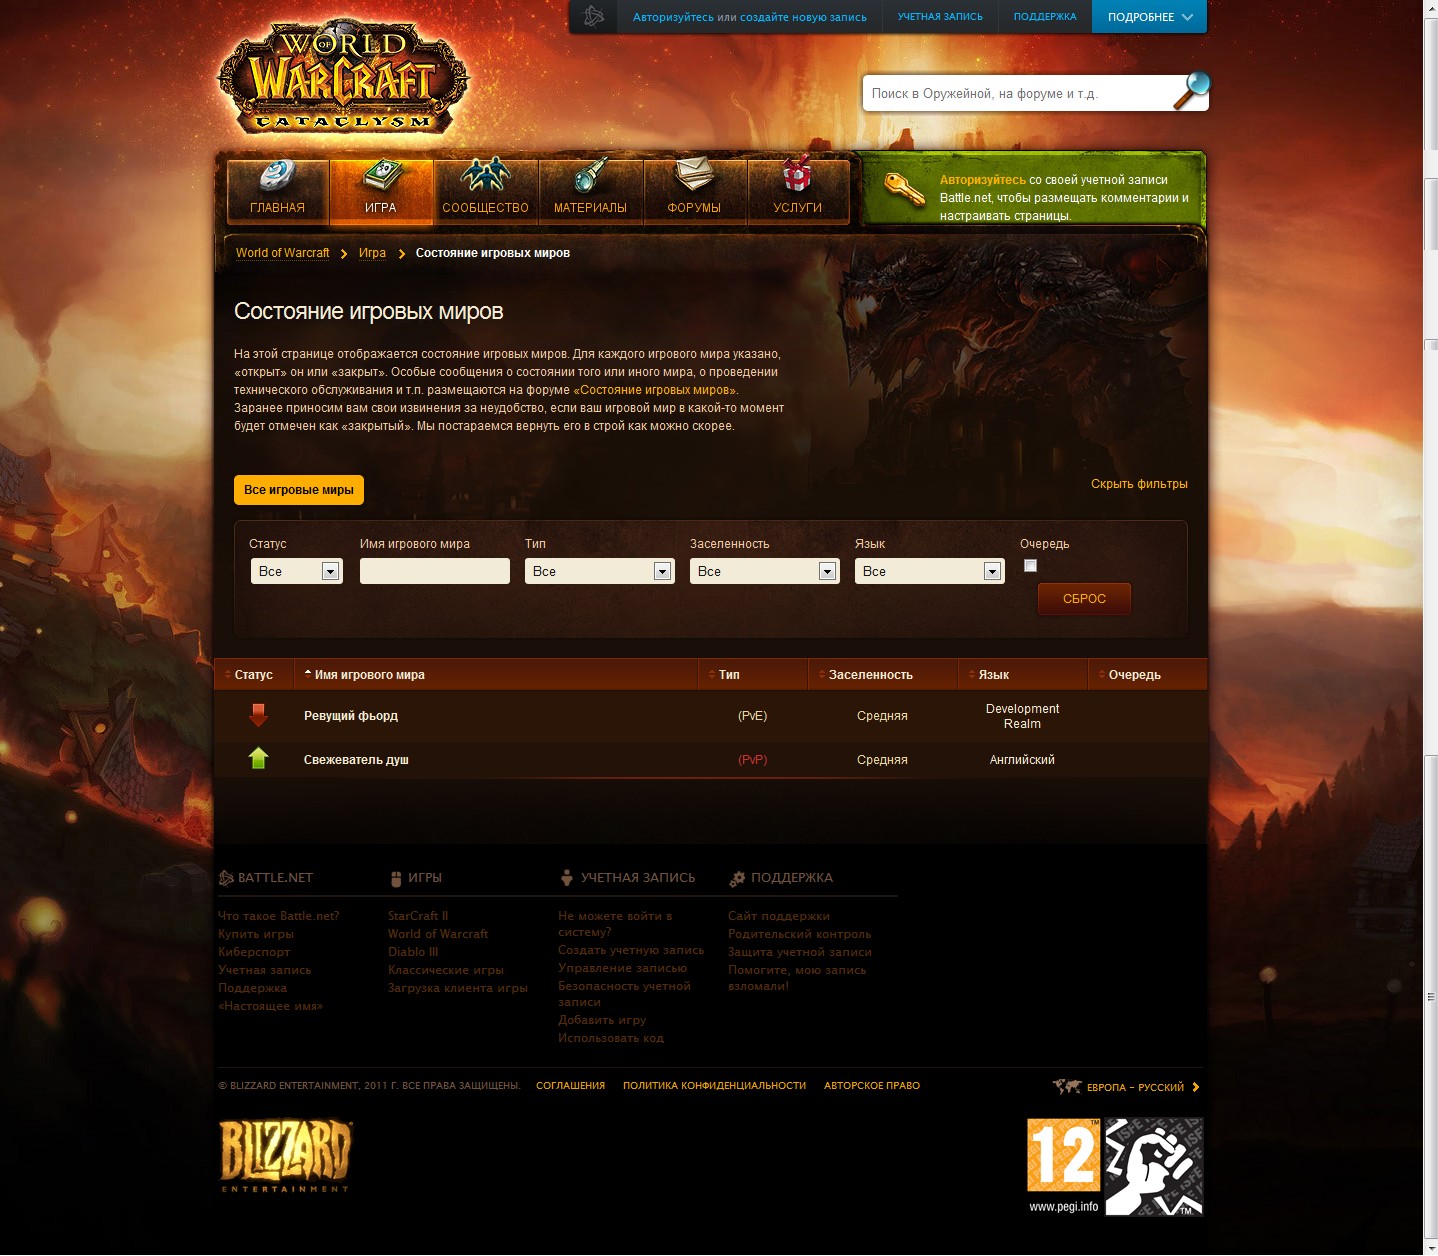 Авторизуйтесь или создайте новую запись
УЧЕТНАЯ ЗАПИСЬ
ПОДДЕРЖКА
ПОДРОБНЕЕ
WORLD
OF
WARCRAFT
CATACLYSM
Поиск в Оружейной, на форуме и т.д.
ГЛАВНАЯ
ИГРА
СООБЩЕСТВО
МАТЕРИАЛЫ
ФОРУМЫ
УСЛУГИ
Авторизуйтесь со своей учетной записи
Battle.net, чтобы размещать комментарии и
настраивать страницы.
World of Warcraft
Игра
Состояние игровых миров
Состояние игровых миров
На этой странице отображается состояние игровых миров. Для каждого игрового мира указано,
«открыт» он или «закрыт». Особые сообщения о состоянии того или иного мира, о проведении
технического обслуживания и т.п. размещаются на форуме «Состояние игровых миров».
Заранее приносим вам свои извинения за неудобство, если ваш игровой мир в какой-то момент
будет отмечен как «закрытый». Мы постараемся вернуть его в строй как можно скорее.
Все игровые миры
Скрыть фильтры
Статус
Имя игрового мира
Тип
Заселенность
Язык
Очередь
Все
Все
Все
Все
СБРОС
Статус
Имя игрового мира
Тип
Заселенность
Язык
Очередь
Ревущий фьорд
(PvE)
Средняя
Development
Realm
Свежеватель душ
(PvP)
Средняя
Английский
BATTLE.NET
Что такое Battle.net?
Купить игры
Киберспорт
Учетная запись
Поддержка
«Настоящее имя»
ИГРЫ
StarCraft II
World of Warcraft
Diablo III
Классические игры
Загрузка клиента игры
УЧЕТНАЯ ЗАПИСЬ
Не можете войти в
систему?
Создать учетную запись
Управление записью
Безопасность учетной
записи
Добавить игру
Использовать код
ПОДДЕРЖКА
Сайт поддержки
Родительский контроль
Защита учетной записи
Помогите, мою запись
взломали!
© BLIZZARD ENTERTAINMENT, 2011 Г. ВСЕ ПРАВА ЗАЩИЩЕНЫ.
СОГЛАШЕНИЯ
ПОЛИТИКА КОНФИДЕНЦИАЛЬНОСТИ
АВТОРСКОЕ ПРАВО
ЕВРОПА – РУССКИЙ
BLIZZARD
ENTERTAINMENT
12
TM
www.pegi.info
ISFE
TM